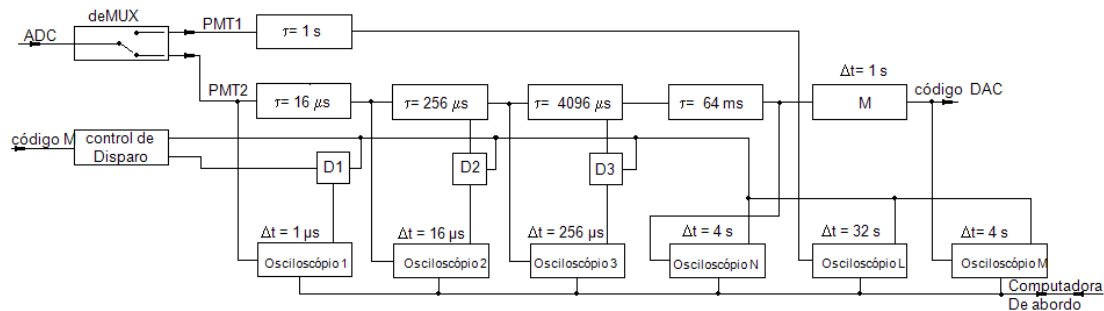 deMUX
ADC
PMT1
τ= 1 s
PMT2
τ= 16 μs
τ= 256 μs
τ= 4096 μs
τ= 64 ms
Δt= 1 s
M
código DAC
código M
control de
Disparo
D1
D2
D3
Δt = 1 μs
Osciloscópio 1
Δt = 16 μs
Osciloscópio 2
Δt = 256 μs
Osciloscópio 3
Δt= 4 s
Osciloscópio N
Δt= 32 s
Osciloscópio L
Δt= 4 s
Osciloscópio M
Computadora
De abordo